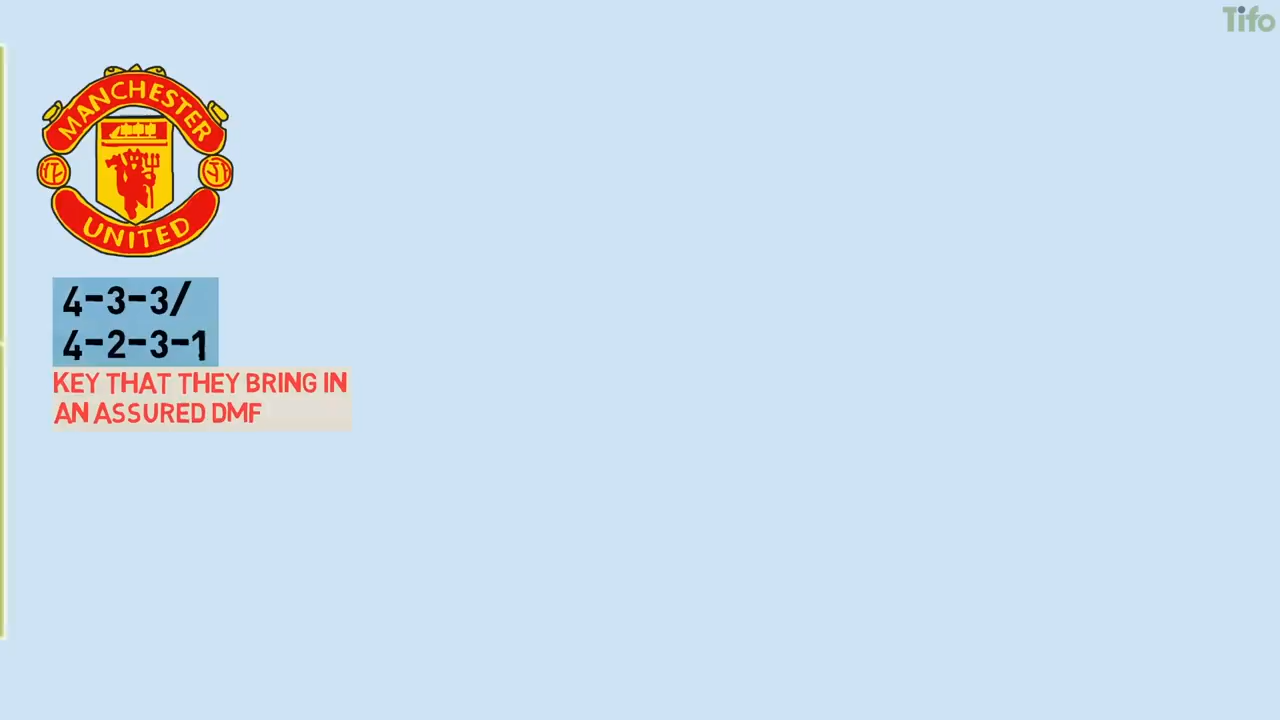 Tifo
MANCHESTER
UNITED
4-3-3/
4-2-3-1
KEY THAT THEY BRING IN
AN ASSURED DMF